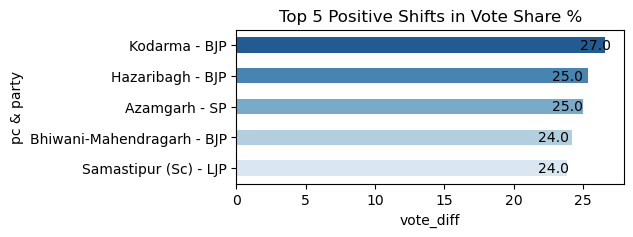 Top 5 Positive Shifts in Vote Share %
pc & party
Kodarma - BJP 27.0
Hazaribagh - BJP 25.0
Azamgarh - SP 25.0
Bhiwani-Mahendragarh - BJP 24.0
Samastipur (Sc) - LJP 24.0
0 5 10 15 20 25
vote_diff